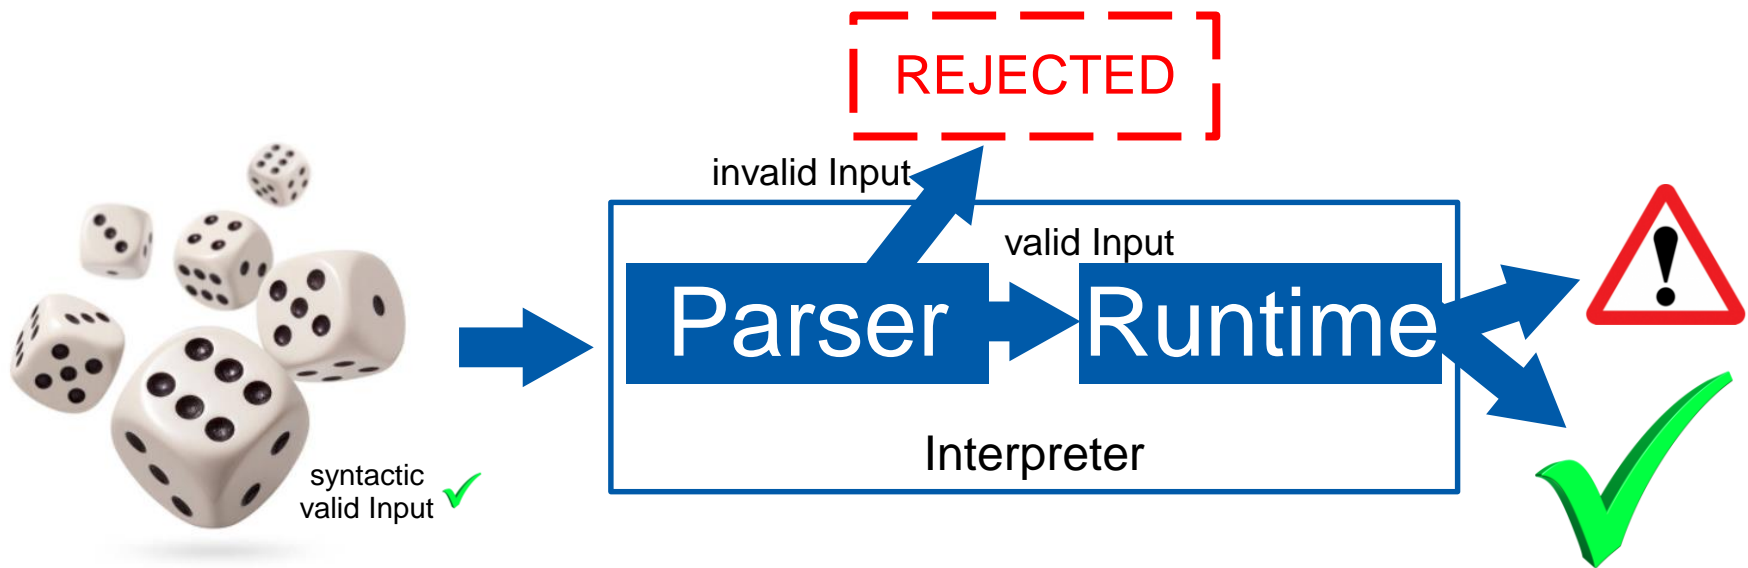 REJECTED
invalid Input
valid Input
Parser
Runtime
Interpreter
syntactic
valid Input